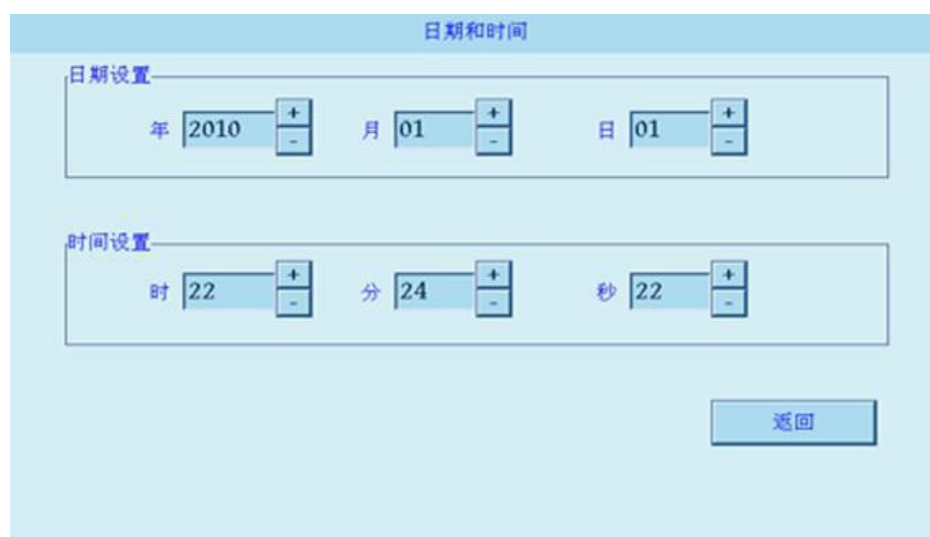 日期和时间
日期设置
年 2010 + - 月 01 + - 日 01 + -
时间设置
时 22 + - 分 24 + - 秒 22 + -
返回